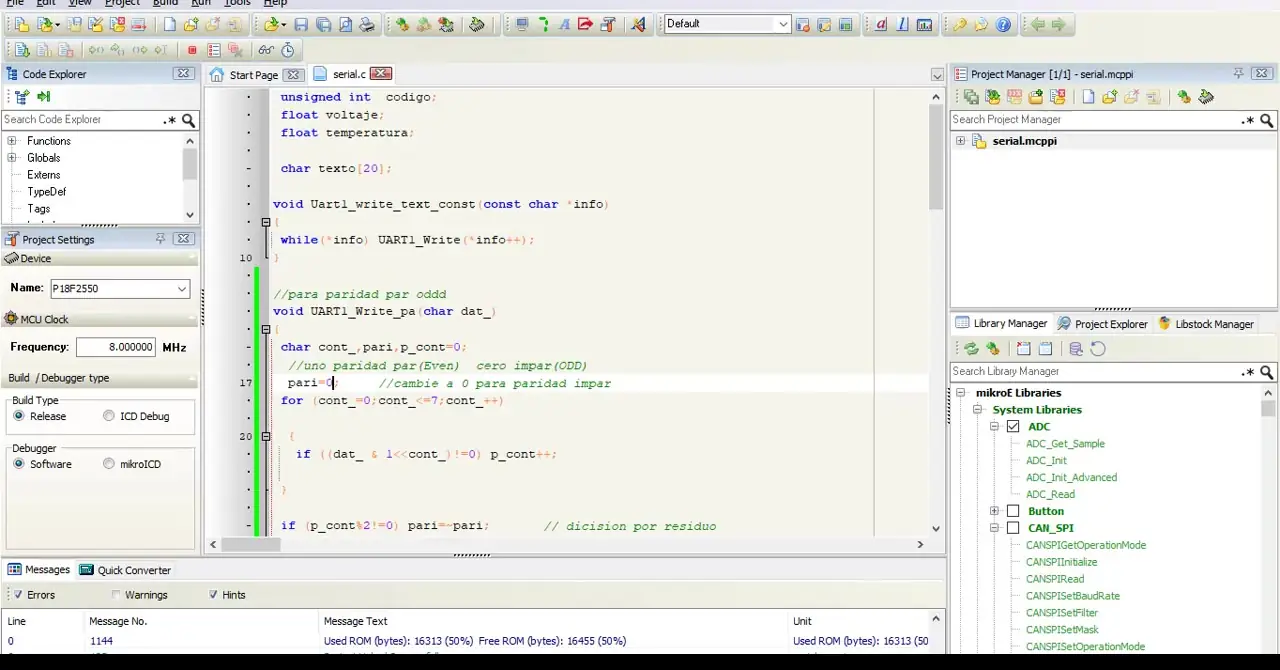 File Edit View Project Build Run Tools Help
Default
Code Explorer
Search Code Explorer
Functions
Globals
Externs
TypeDef
Tags
Project Settings
Device
Name: P18F2550
MCU Clock
Frequency: 8.000000 MHz
Build / Debugger type
Build Type
Release ICD Debug
Debugger
Software mikroICD
Start Page serial.c
unsigned int codigo;
float voltaje;
float temperatura;
char texto[20];
void Uart1_write_text_const(const char *info)
{
while(*info) UART1_Write(*info++);
10 }
//para paridad par oddd
void UART1_Write_pa(char dat_)
{
char cont_,pari,p_cont=0;
//uno paridad par(Even) cero impar(ODD)
17 pari=0; //cambie a 0 para paridad impar
for (cont_=0;cont_<=7;cont_++)
20 {
if ((dat_ & 1<<cont_)!=0) p_cont++;
}
if (p_cont%2!=0) pari=~pari; // dicision por residuo
Project Manager [1/1] - serial.mcppi
Search Project Manager
serial.mcppi
Library Manager Project Explorer Libstock Manager
Search Library Manager
mikroE Libraries
System Libraries
ADC
ADC_Get_Sample
ADC_Init
ADC_Init_Advanced
ADC_Read
Button
CAN_SPI
CANSPIGetOperationMode
CANSPIInitialize
CANSPIRead
CANSPISetBaudRate
CANSPISetFilter
CANSPISetMask
CANSPISetOperationMode
Messages Quick Converter
Errors Warnings Hints
Line Message No. Message Text Unit
0 1144 Used ROM (bytes): 16313 (50%) Free ROM (bytes): 16455 (50%) Used ROM (bytes): 16313 (50